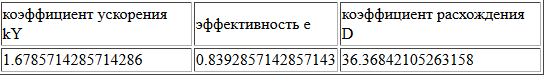 коэффициент ускорения
kY
эффективность e
коэффициент расхождения
D
1.6785714285714286
0.8392857142857143
36.36842105263158